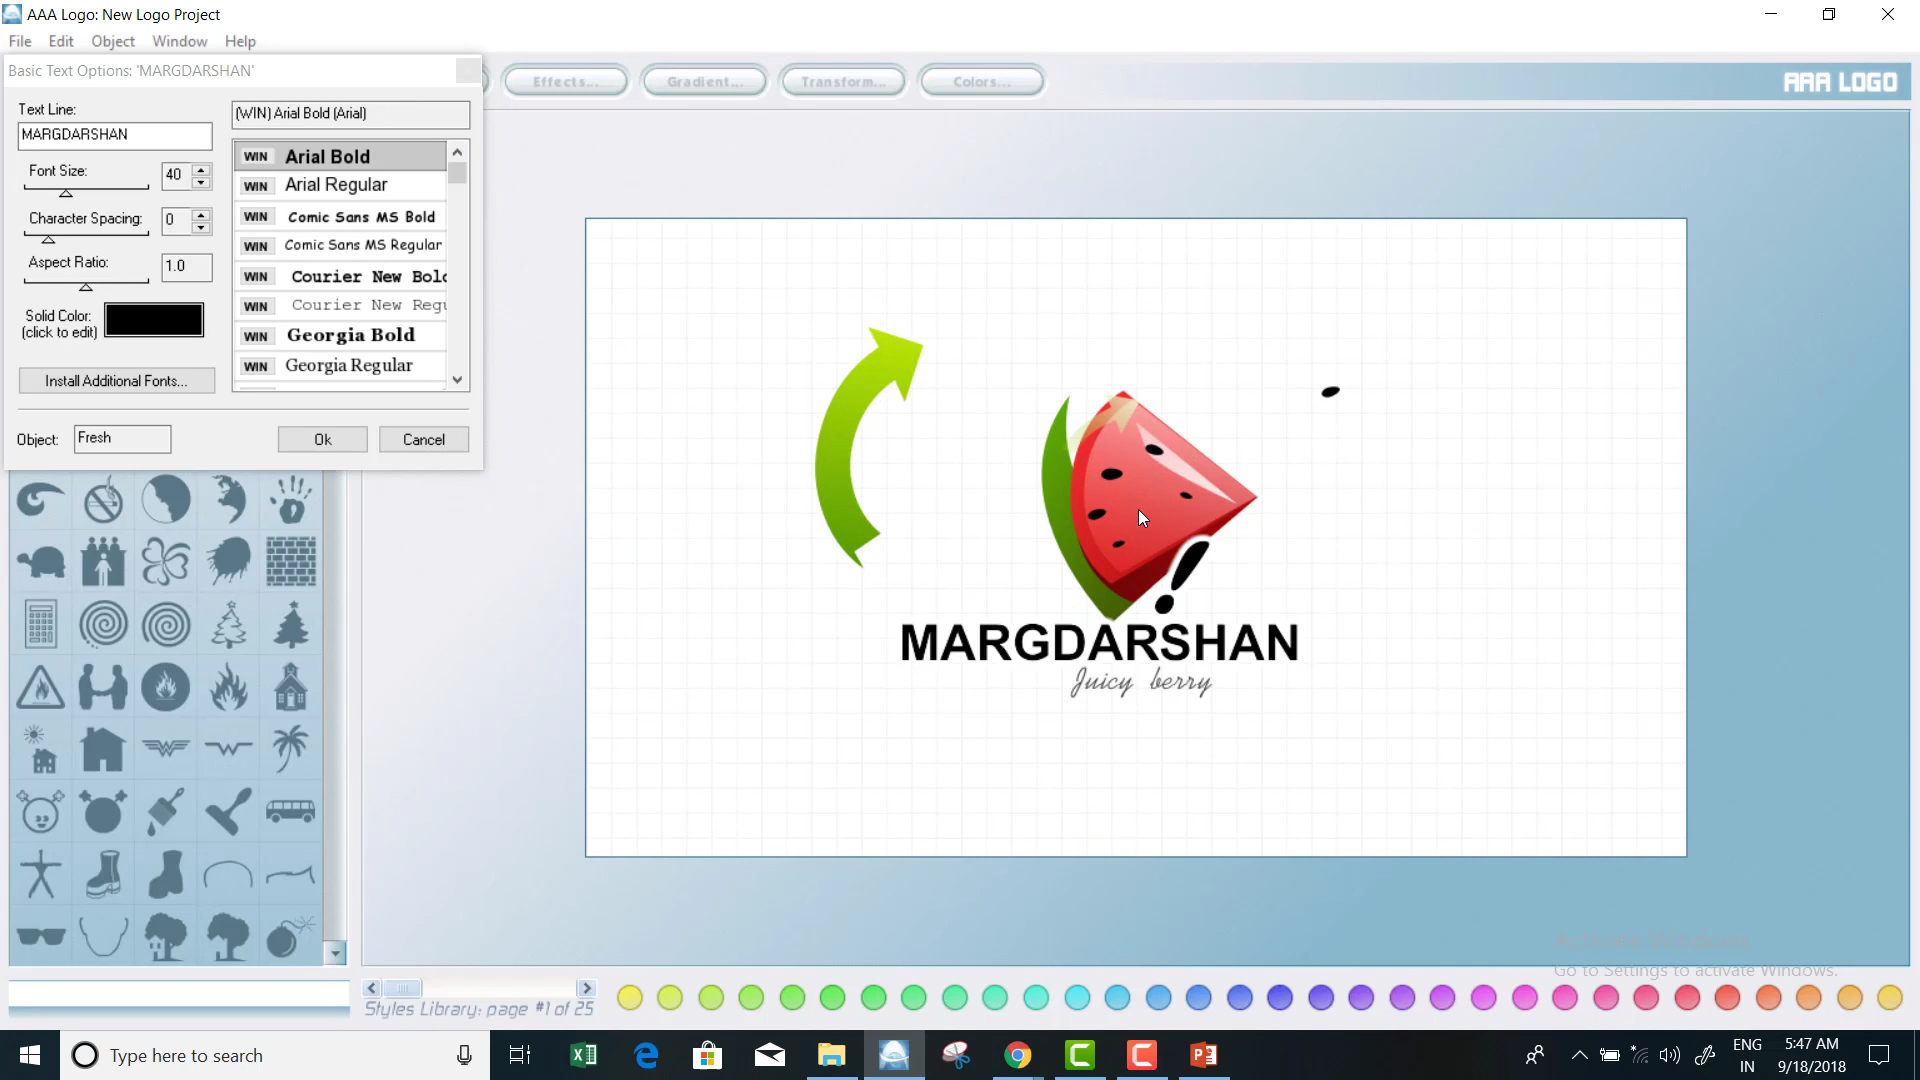 AAA Logo: New Logo Project
File Edit Object Window Help
Basic Text Options: 'MARGDARSHAN'
Effects... Gradient... Transform... Colors...
AAA LOGO
Text Line:
MARGDARSHAN
Font Size:
40
Character Spacing:
0
Aspect Ratio:
1.0
Solid Color:
(click to edit)
Install Additional Fonts...
(WIN) Arial Bold (Arial)
WIN Arial Bold
WIN Arial Regular
WIN Comic Sans MS Bold
WIN Comic Sans MS Regular
WIN Courier New Bold
WIN Courier New Regu
WIN Georgia Bold
WIN Georgia Regular
Object: Fresh
Ok Cancel
MARGDARSHAN
Juicy berry
Activate Windows
Go to Settings to activate Windows.
Styles Library: page #1 of 25
Type here to search
ENG
IN
5:47 AM
9/18/2018